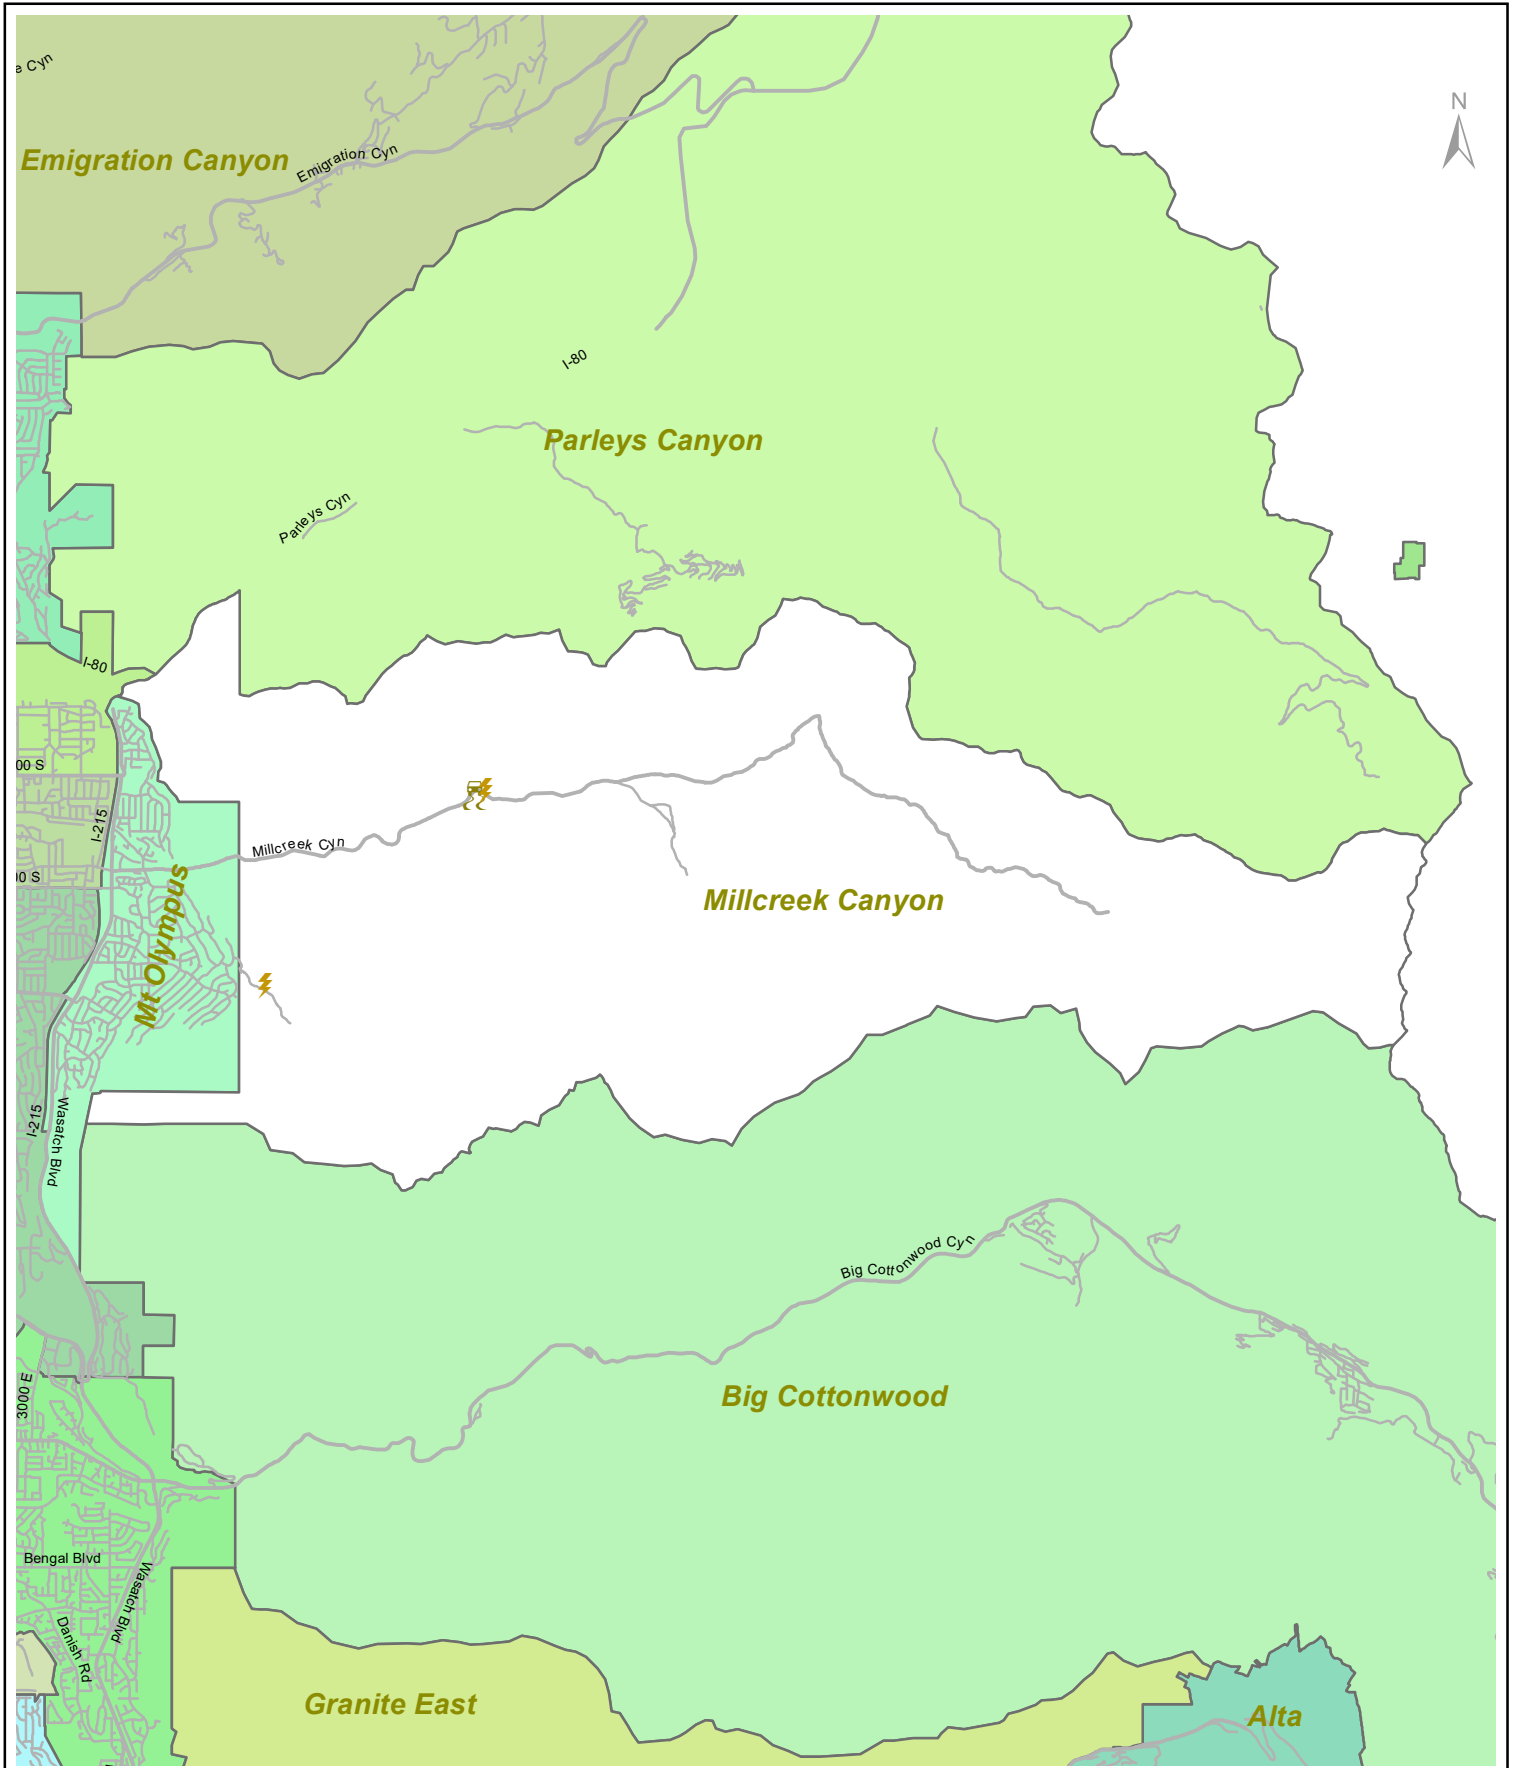 e Cyn
N
Emigration Canyon
Emigration Cyn
I-80
Parleys Canyon
Parleys Cyn
I-80
00 S
I-215
Millcreek Cyn
00 S
Millcreek Canyon
Mt Olympus
I-215
Wasatch Blvd
Big Cottonwood Cyn
3000 E
Big Cottonwood
Bengal Blvd
Wasatch Blvd
Danish Rd
Granite East
Alta